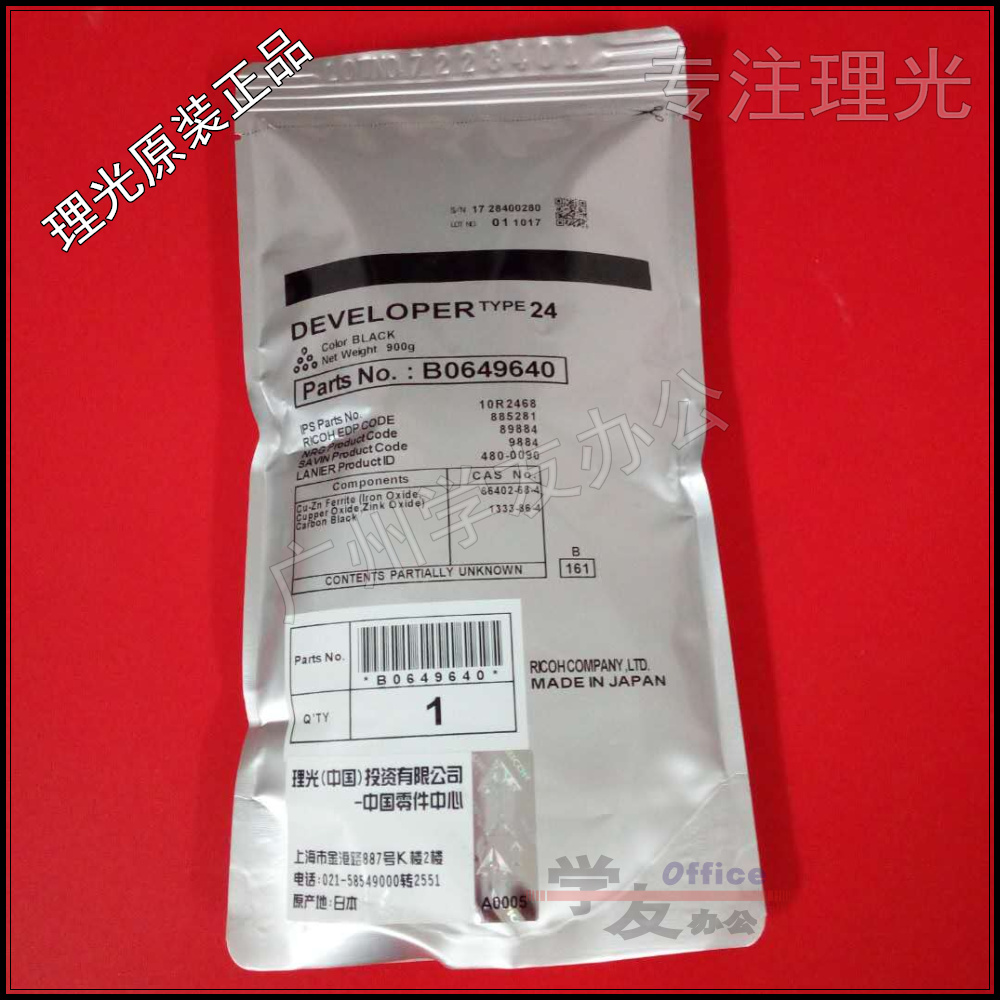 理光原装正品
专注理光
S/N 17 28400280
LOT NO. 01 1017
DEVELOPER TYPE 24
Color BLACK
Net Weight 900g
Parts No. : B0649640
IPS Parts No. 10R2468
RICOH EDP CODE 885281
NRG Product Code 89884
SAVIN Product Code 9884
LANIER Product ID 480-0090
Components CAS No.
Cu-Zn Ferrite (Iron Oxide, 66402-68-4
Cupper Oxide,Zink Oxide)
Carbon Black 1333-86-4
CONTENTS PARTIALLY UNKNOWN
B
161
广州学友办公
Parts No.
*B0649640*
Q'TY 1
RICOH COMPANY,LTD.
MADE IN JAPAN
理光(中国)投资有限公司
-中国零件中心
上海市金港路887号K楼2楼
电话:021-58549000转2551
原产地:日本
A0005
学友办公
Office